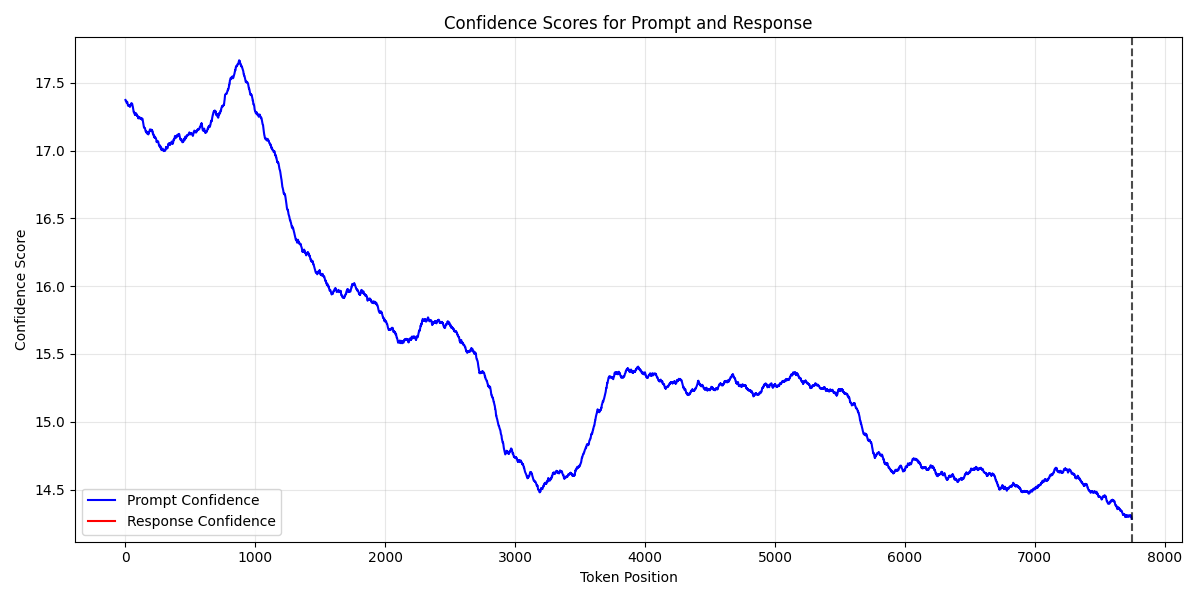 Confidence Scores for Prompt and Response
Confidence Score
17.5
17.0
16.5
16.0
15.5
15.0
14.5
Prompt Confidence
Response Confidence
0 1000 2000 3000 4000 5000 6000 7000 8000
Token Position